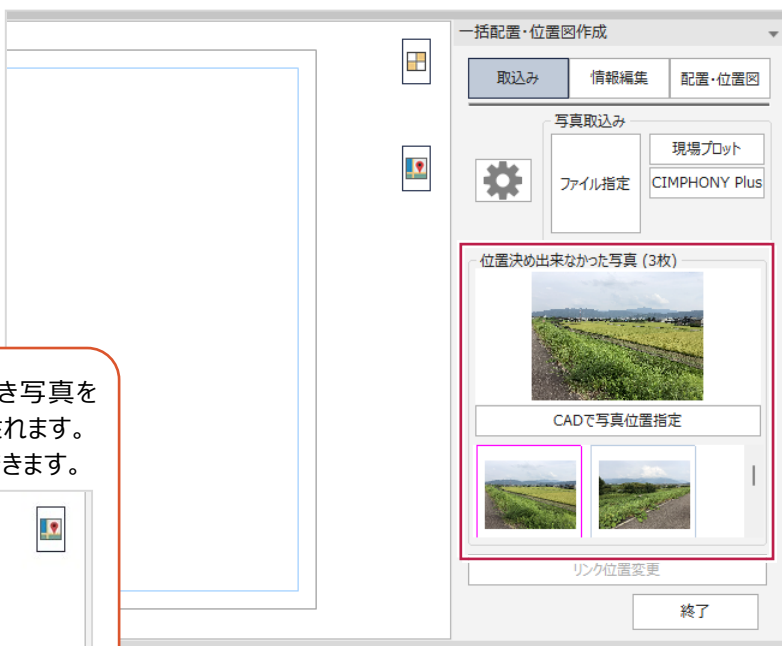 一括配置・位置図作成
取込み
情報編集
配置・位置図
写真取込み
ファイル指定
現場プロット
CIMPHONY Plus
位置決め出来なかった写真 (3枚)
CADで写真位置指定
リンク位置変更
終了
き写真を
れます。
きます。